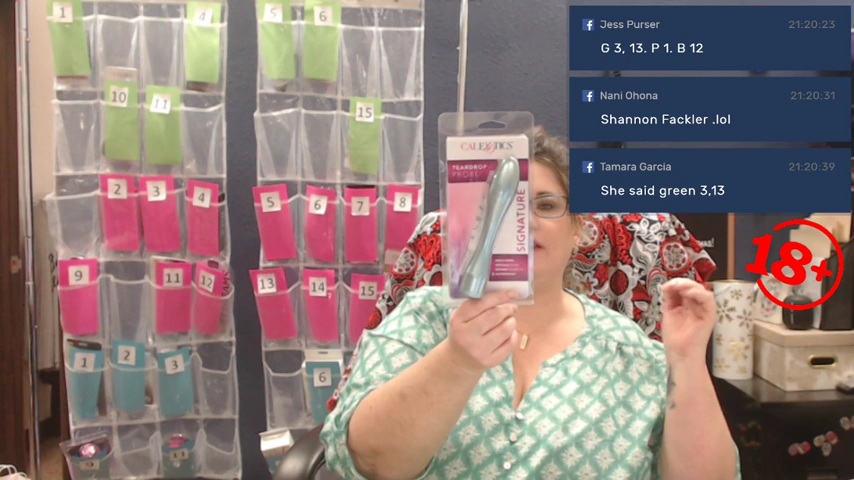 1
4
5
6
10
11
15
2
3
4
5
6
7
8
9
11
12
13
14
15
1
2
3
6
CALEXOTICS
TEARDROP
PROBE
SIGNATURE
Jess Purser 21:20:23
G 3, 13. P 1. B 12
Nani Ohona 21:20:31
Shannon Fackler .lol
Tamara Garcia 21:20:39
She said green 3,13
18+